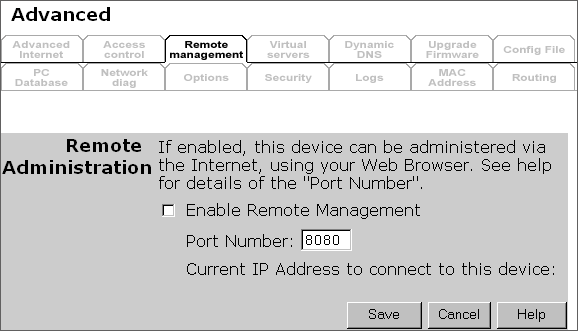 Advanced
Advanced Internet
Access control
Remote management
Virtual servers
Dynamic DNS
Upgrade Firmware
Config File
PC Database
Network diag
Options
Security
Logs
MAC Address
Routing
Remote Administration
If enabled, this device can be administered via
the Internet, using your Web Browser. See help
for details of the "Port Number".
Enable Remote Management
Port Number: 8080
Current IP Address to connect to this device:
Save Cancel Help